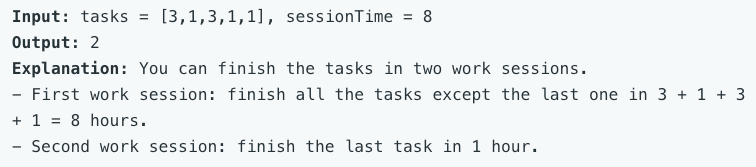 Input: tasks = [3,1,3,1,1], sessionTime = 8
Output: 2
Explanation: You can finish the tasks in two work sessions.
– First work session: finish all the tasks except the last one in 3 + 1 + 3
+ 1 = 8 hours.
– Second work session: finish the last task in 1 hour.